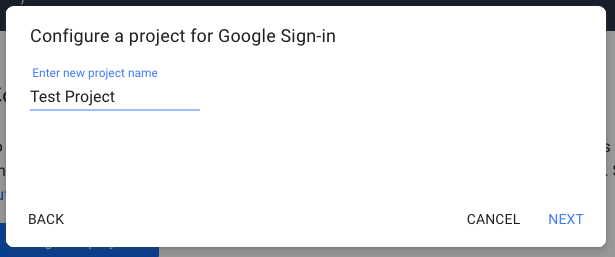 Configure a project for Google Sign-in
Enter new project name
Test Project
BACK
CANCEL
NEXT